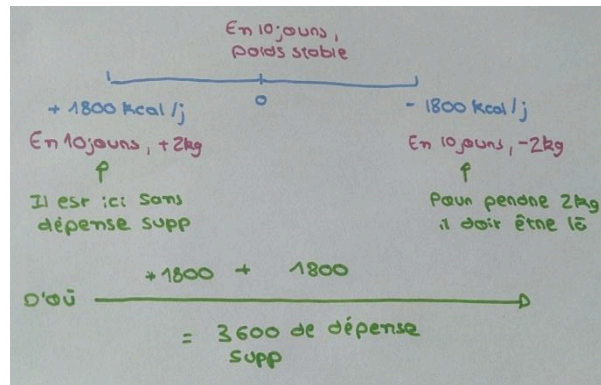 En 10 jours,
poids stable
+ 1800 kcal/j
0
- 1800 kcal/j
En 10 jours, +2kg
En 10 jours, -2kg
Il est ici sans
dépense supp
Pour perdre 2kg
il doit être là
+1800 + 1800
D'où
= 3600 de dépense
supp